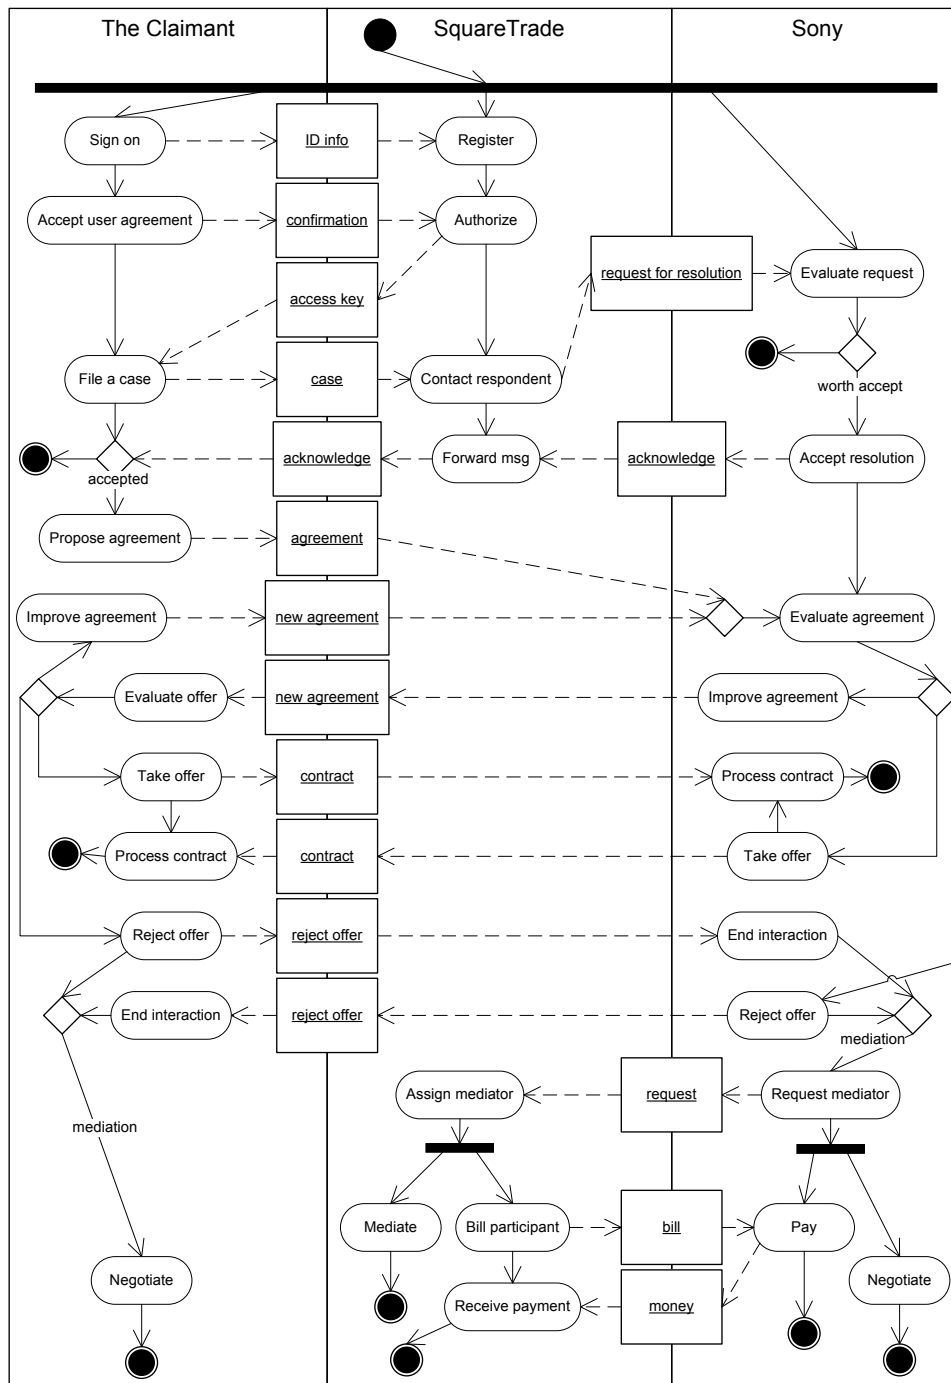 The Claimant
SquareTrade
Sony
Sign on
ID info
Register
Accept user agreement
confirmation
Authorize
request for resolution
Evaluate request
access key
File a case
case
Contact respondent
worth accept
acknowledge
Forward msg
acknowledge
Accept resolution
accepted
Propose agreement
agreement
Improve agreement
new agreement
Evaluate agreement
Evaluate offer
new agreement
Improve agreement
Take offer
contract
Process contract
Process contract
contract
Take offer
Reject offer
reject offer
End interaction
End interaction
reject offer
Reject offer
mediation
Assign mediator
request
Request mediator
mediation
Mediate
Bill participant
bill
Pay
Negotiate
Receive payment
money
Negotiate